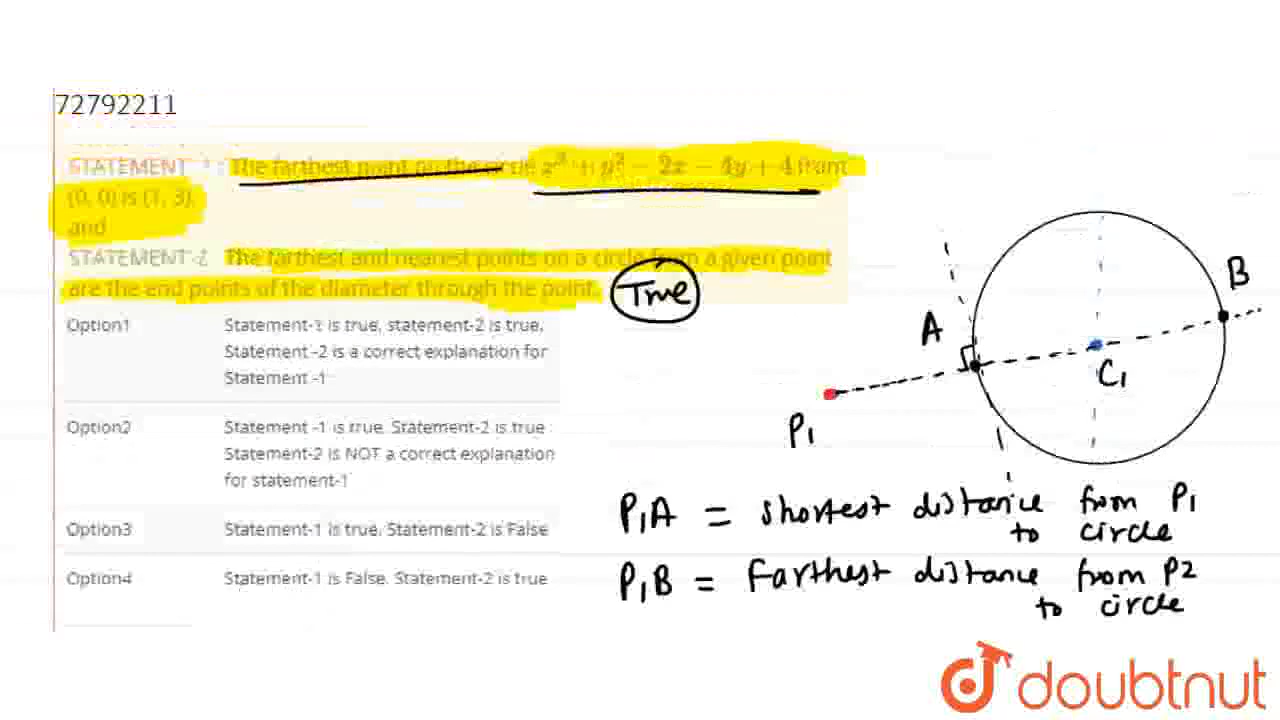 72792211
STATEMENT : The farthest point on the circle x² + y² - 2x - 4y + 4 from
(0, 0) is (1, 3).
and
STATEMENT-2 The farthest and nearest points on a circle from a given point
are the end points of the diameter through the point.
True
Option1 Statement-1 is true, statement-2 is true,
Statement -2 is a correct explanation for
Statement -1
Option2 Statement -1 is true, Statement-2 is true
Statement-2 is NOT a correct explanation
for statement-1
Option3 Statement-1 is true, Statement-2 is False
Option4 Statement-1 is False, Statement-2 is true
A
B
C₁
P₁
P₁A = shortest distance from P₁
to circle
P₁B = Farthest distance from P2
to circle
doubtnut